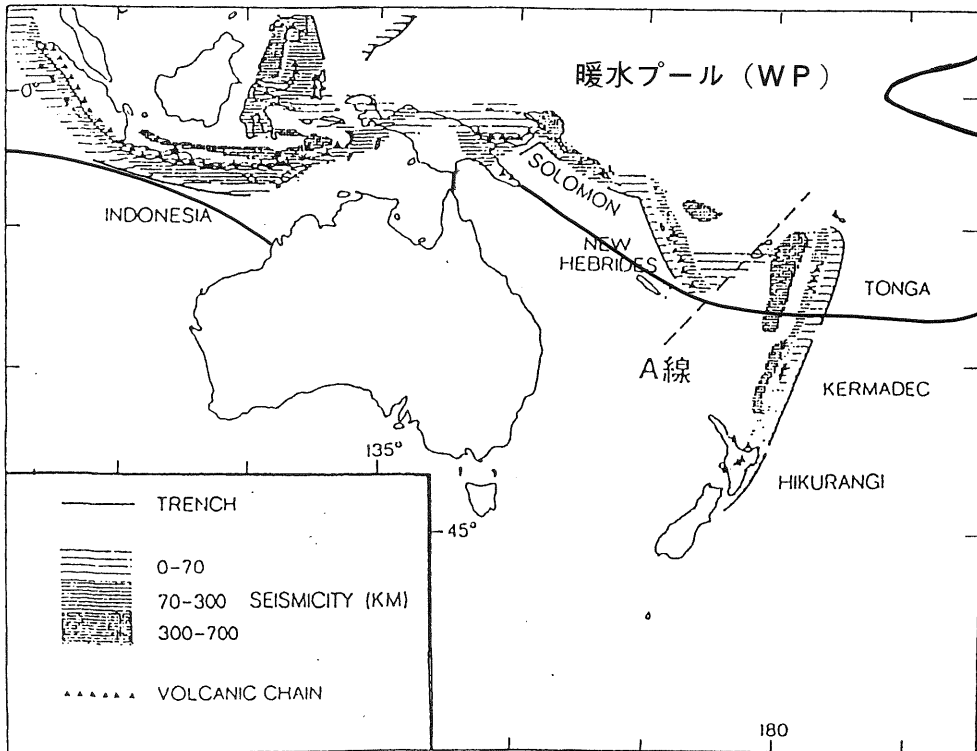 暖水プール (WP)
0°
SOLOMON
INDONESIA
NEW
HEBRIDES
TONGA
A線
KERMADEC
135°
HIKURANGI
TRENCH
45°
0-70
70-300 SEISMICITY (KM)
300-700
VOLCANIC CHAIN
180